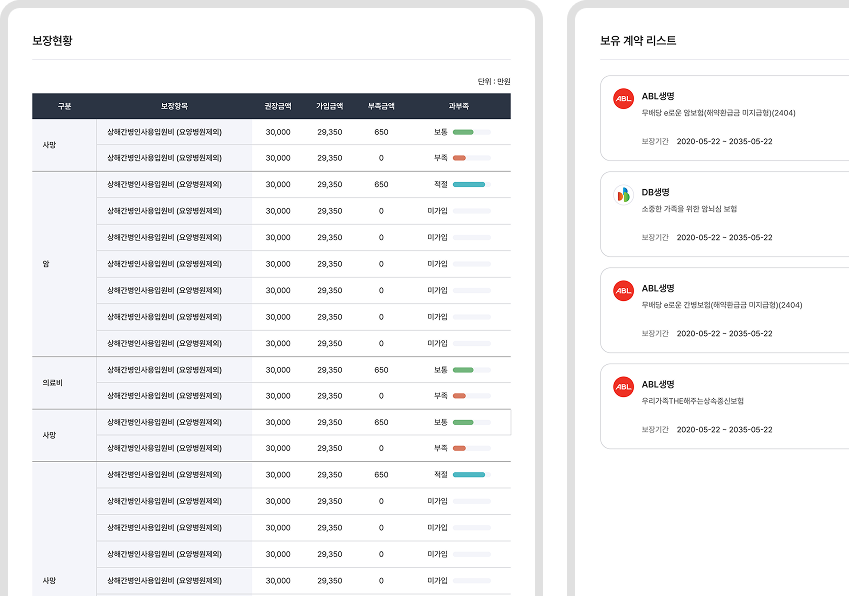 보장현황
단위 : 만원
구분 보장항목 권장금액 가입금액 부족금액 과부족
사망
상해간병인사용입원비 (요양병원제외) 30,000 29,350 650 보통
상해간병인사용입원비 (요양병원제외) 30,000 29,350 0 부족
암
상해간병인사용입원비 (요양병원제외) 30,000 29,350 650 적절
상해간병인사용입원비 (요양병원제외) 30,000 29,350 0 미가입
상해간병인사용입원비 (요양병원제외) 30,000 29,350 0 미가입
상해간병인사용입원비 (요양병원제외) 30,000 29,350 0 미가입
상해간병인사용입원비 (요양병원제외) 30,000 29,350 0 미가입
상해간병인사용입원비 (요양병원제외) 30,000 29,350 0 미가입
상해간병인사용입원비 (요양병원제외) 30,000 29,350 0 미가입
의료비
상해간병인사용입원비 (요양병원제외) 30,000 29,350 650 보통
상해간병인사용입원비 (요양병원제외) 30,000 29,350 0 부족
사망
상해간병인사용입원비 (요양병원제외) 30,000 29,350 650 보통
상해간병인사용입원비 (요양병원제외) 30,000 29,350 0 부족
사망
상해간병인사용입원비 (요양병원제외) 30,000 29,350 650 적절
상해간병인사용입원비 (요양병원제외) 30,000 29,350 0 미가입
상해간병인사용입원비 (요양병원제외) 30,000 29,350 0 미가입
상해간병인사용입원비 (요양병원제외) 30,000 29,350 0 미가입
상해간병인사용입원비 (요양병원제외) 30,000 29,350 0 미가입
보유 계약 리스트
ABL ABL생명
무배당 e로운 암보험(해약환급금 미지급형)(2404)
보장기간 2020-05-22 ~ 2035-05-22
DB생명
소중한 가족을 위한 암뇌심 보험
보장기간 2020-05-22 ~ 2035-05-22
ABL ABL생명
무배당 e로운 간병보험(해약환급금 미지급형)(2404)
보장기간 2020-05-22 ~ 2035-05-22
ABL ABL생명
우리가족THE해주는상속종신보험
보장기간 2020-05-22 ~ 2035-05-22